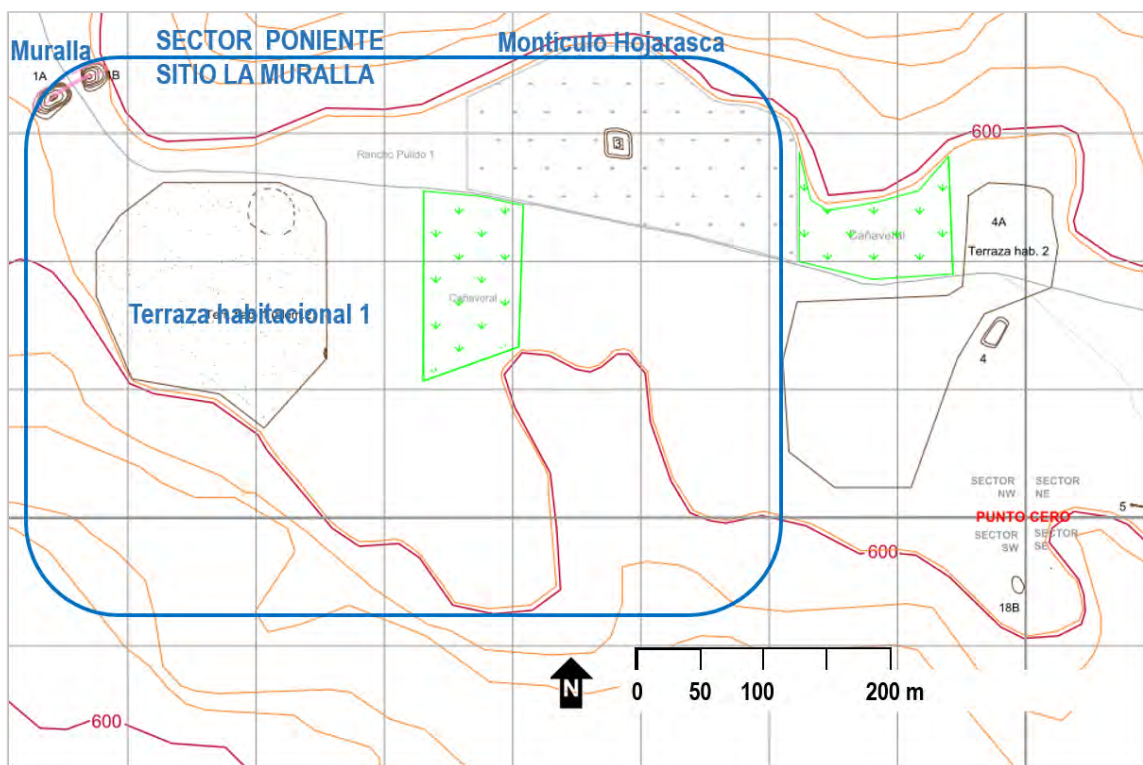 Muralla
SECTOR PONIENTE
SITIO LA MURALLA
Montículo Hojarasca
1A
1B
3
600
Rancho Pulido 1
4A
Cañaveral
Terraza hab. 2
Terraza habitacional 1
Cañaveral
4
SECTOR
NW
SECTOR
NE
5
PUNTO CERO
SECTOR
SW
SECTOR
SE
600
18B
N
0 50 100 200 m
600